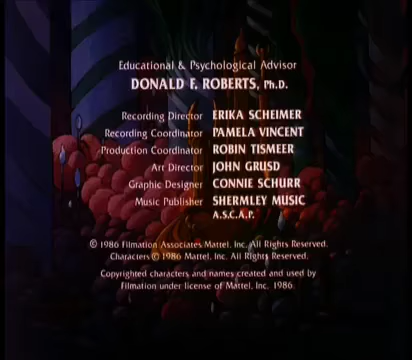 Educational & Psychological Advisor
DONALD F. ROBERTS, Ph.D.
Recording Director ERIKA SCHEIMER
Recording Coordinator PAMELA VINCENT
Production Coordinator ROBIN TISMEER
Art Director JOHN GRUSD
Graphic Designer CONNIE SCHURR
Music Publisher SHERMLEY MUSIC
A.S.C.A.P.
© 1986 Filmation Associates Mattel, Inc. All Rights Reserved.
Characters © 1986 Mattel, Inc. All Rights Reserved.
Copyrighted characters and names created and used by
Filmation under license of Mattel, Inc. 1986